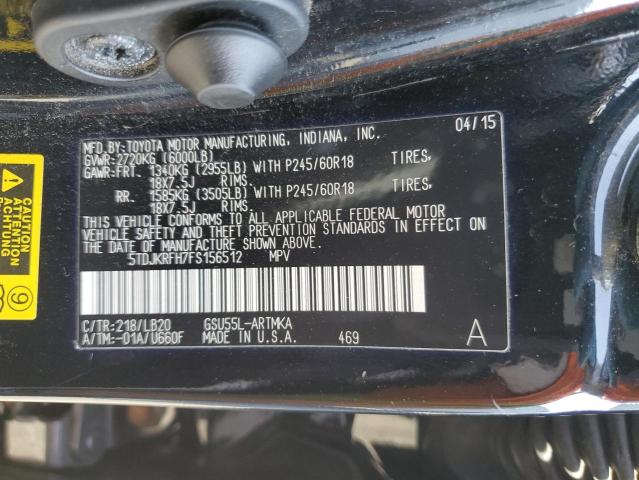 MFD.BY:TOYOTA MOTOR MANUFACTURING, INDIANA, INC. 04/15
GVWR:2720KG (6000LB)
GAWR:FRT. 1340KG (2955LB) WITH P245/60R18 TIRES,
18X7.5J RIMS.
RR. 1585KG (3505LB) WITH P245/60R18 TIRES,
18X7.5J RIMS.
THIS VEHICLE CONFORMS TO ALL APPLICABLE FEDERAL MOTOR
VEHICLE SAFETY AND THEFT PREVENTION STANDARDS IN EFFECT ON
THE DATE OF MANUFACTURE SHOWN ABOVE.
5TDJKRFH7FS156512 MPV
C/TR:218/LB20 GSU55L-ARTMKA
A/TM:-01A/U660F MADE IN U.S.A. 469 A
CAUTION
ATTENTION
ACHTUNG
9